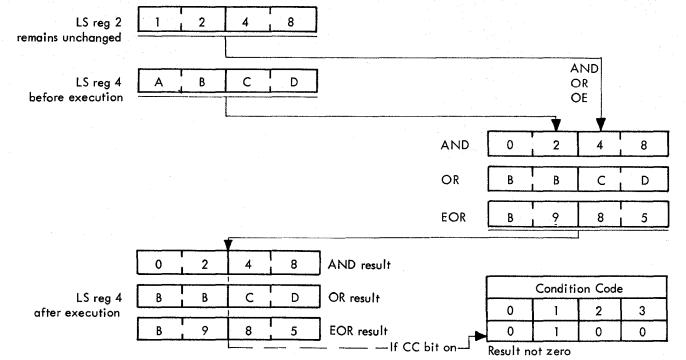 LS reg 2
remains unchanged
1 2 4 8
LS reg 4
before execution
A B C D
AND
OR
OE
AND 0 2 4 8
OR B B C D
EOR B 9 8 5
LS reg 4
after execution
0 2 4 8 AND result
B B C D OR result
B 9 8 5 EOR result
If CC bit on
Condition Code
0 1 2 3
0 1 0 0
Result not zero